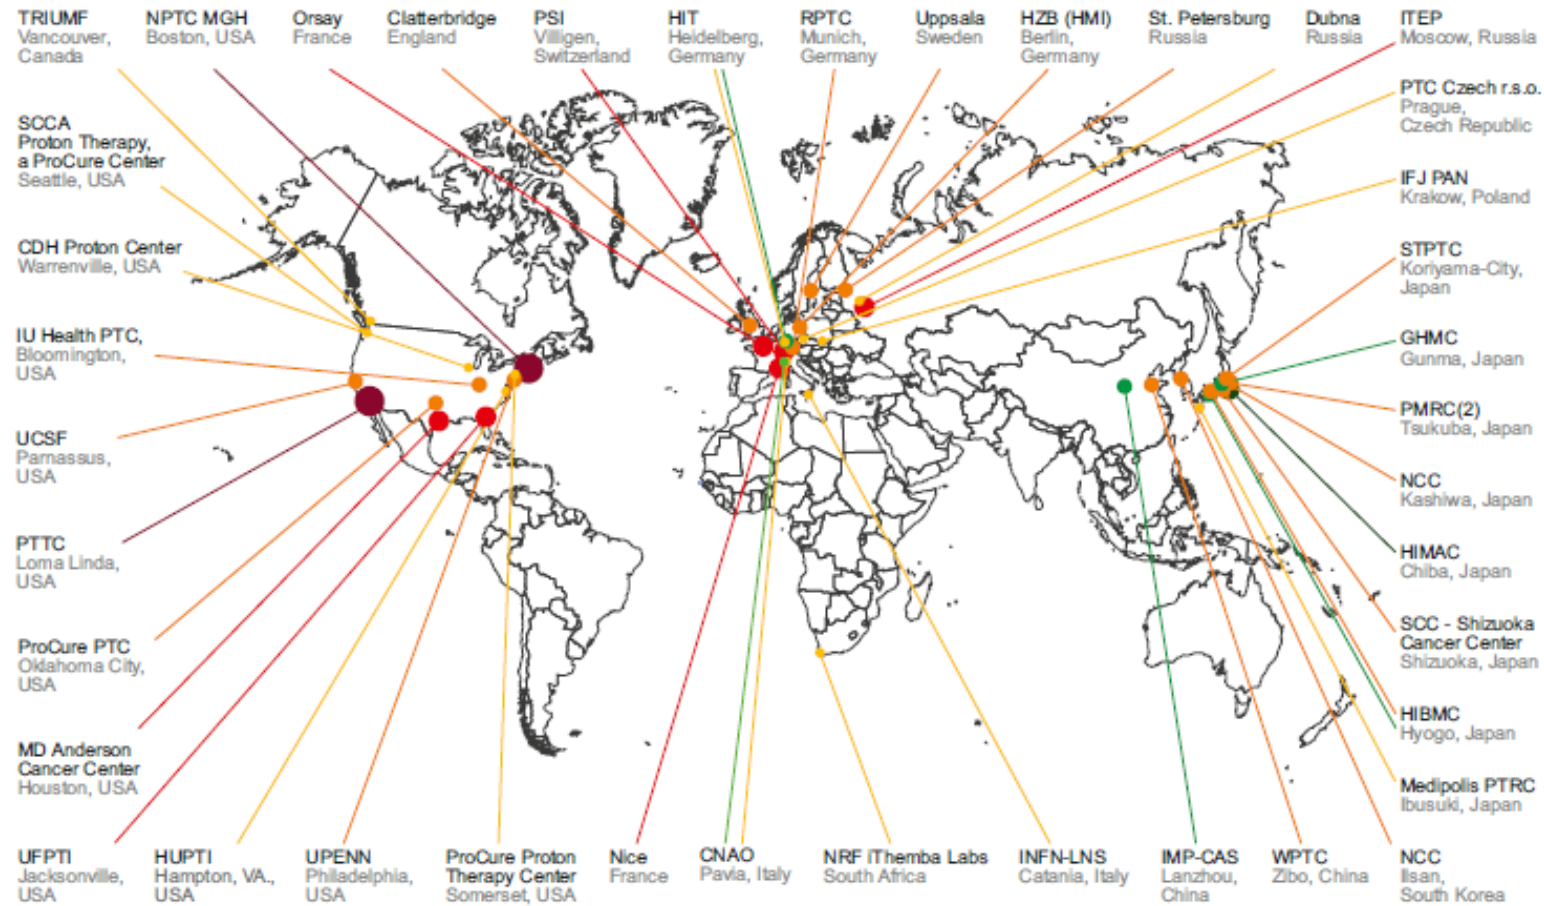 TRIUMF
Vancouver,
Canada
NPTC MGH
Boston, USA
Orsay
France
Clatterbridge
England
PSI
Villigen,
Switzerland
HIT
Heidelberg,
Germany
RPTC
Munich,
Germany
Uppsala
Sweden
HZB (HMI)
Berlin,
Germany
St. Petersburg
Russia
Dubna
Russia
ITEP
Moscow, Russia
PTC Czech r.s.o.
Prague,
Czech Republic
IFJ PAN
Krakow, Poland
STPTC
Koriyama-City,
Japan
GHMC
Gunma, Japan
PMRC(2)
Tsukuba, Japan
NCC
Kashiwa, Japan
HIMAC
Chiba, Japan
SCC - Shizuoka
Cancer Center
Shizuoka, Japan
HIBMC
Hyogo, Japan
Medipolis PTRC
Ibusuki, Japan
SCCA
Proton Therapy,
a ProCure Center
Seattle, USA
CDH Proton Center
Warrenville, USA
IU Health PTC,
Bloomington,
USA
UCSF
Parnassus,
USA
PTTC
Loma Linda,
USA
ProCure PTC
Oklahoma City,
USA
MD Anderson
Cancer Center
Houston, USA
UFPTI
Jacksonville,
USA
HUPTI
Hampton, VA.,
USA
UPENN
Philadelphia,
USA
ProCure Proton
Therapy Center
Somerset, USA
Nice
France
CNAO
Pavia, Italy
NRF iThemba Labs
South Africa
INFN-LNS
Catania, Italy
IMP-CAS
Lanzhou,
China
WPTC
Zibo, China
NCC
Ilsan,
South Korea